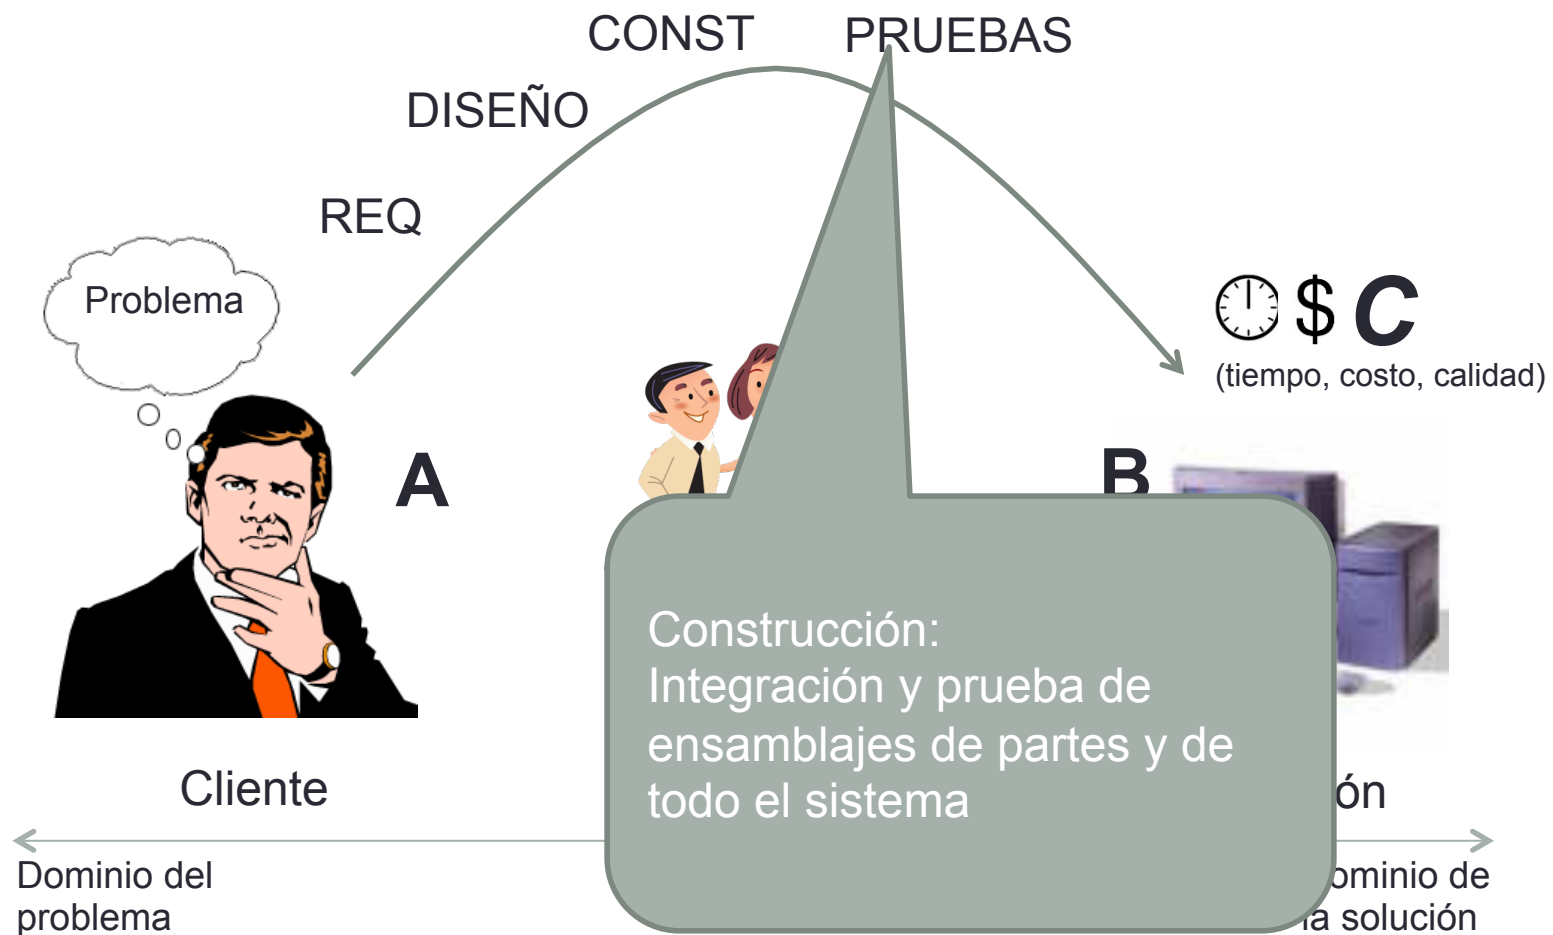 CONST PRUEBAS
DISEÑO
REQ
Problema
$ C
(tiempo, costo, calidad)
A
B
Construcción:
Integración y prueba de
ensamblajes de partes y de
todo el sistema
Cliente
ón
Dominio del
problema
ominio de
la solución